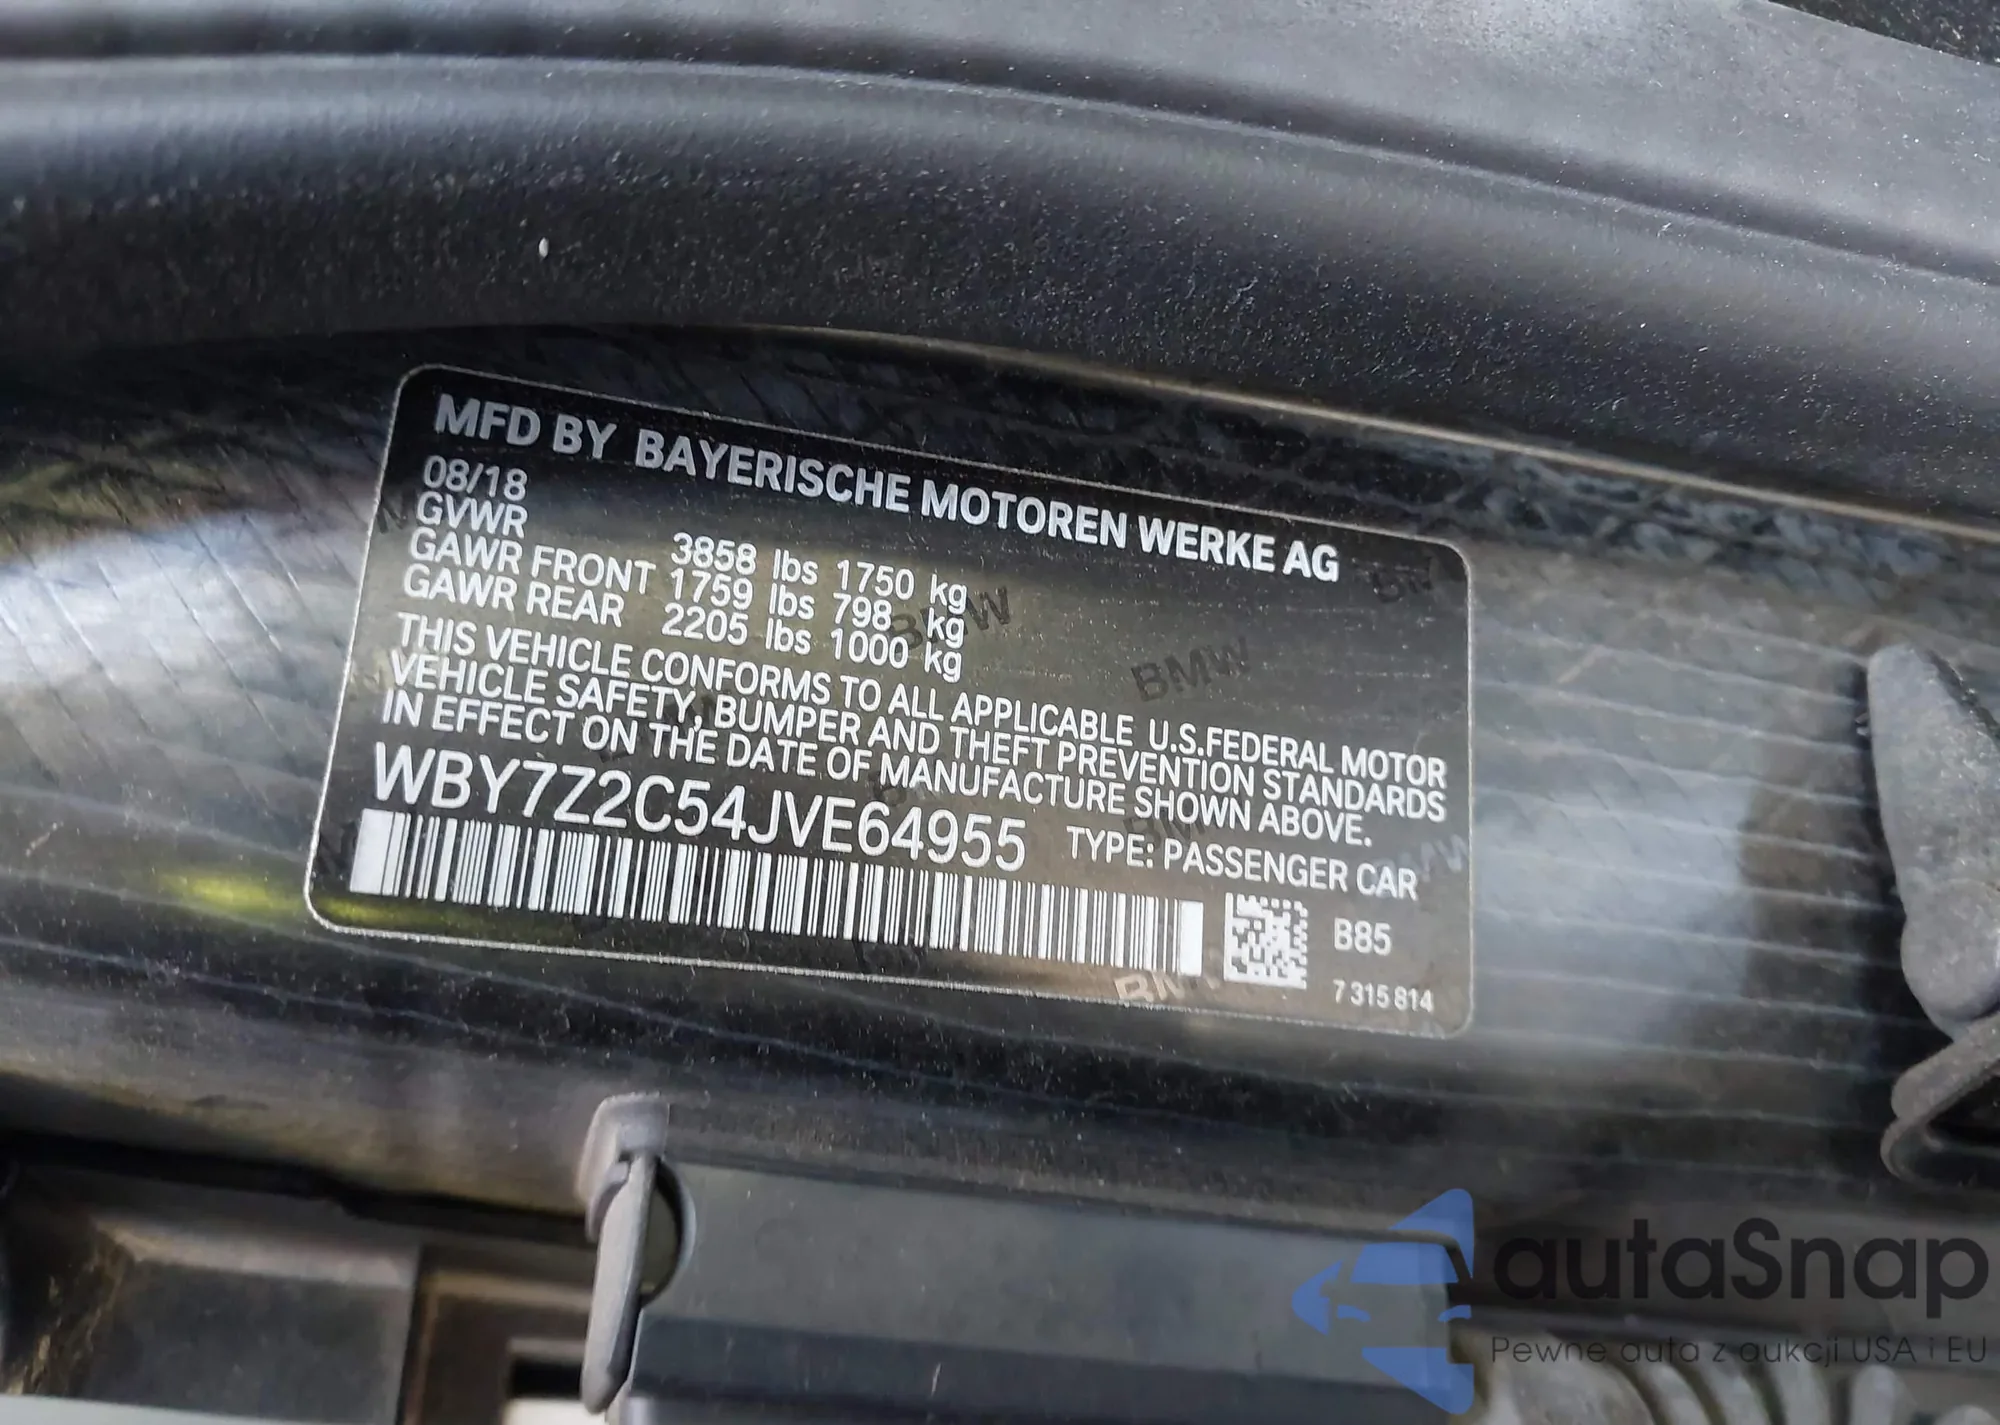 MFD BY BAYERISCHE MOTOREN WERKE AG
08/18
GVWR 3858 lbs 1750 kg
GAWR FRONT 1759 lbs 798 kg
GAWR REAR 2205 lbs 1000 kg
THIS VEHICLE CONFORMS TO ALL APPLICABLE U.S.FEDERAL MOTOR
VEHICLE SAFETY, BUMPER AND THEFT PREVENTION STANDARDS
IN EFFECT ON THE DATE OF MANUFACTURE SHOWN ABOVE.
WBY7Z2C54JVE64955 TYPE: PASSENGER CAR
B85
7 315 814
BMW
BMW
autaSnap
Pewne auta z aukcji USA i EU